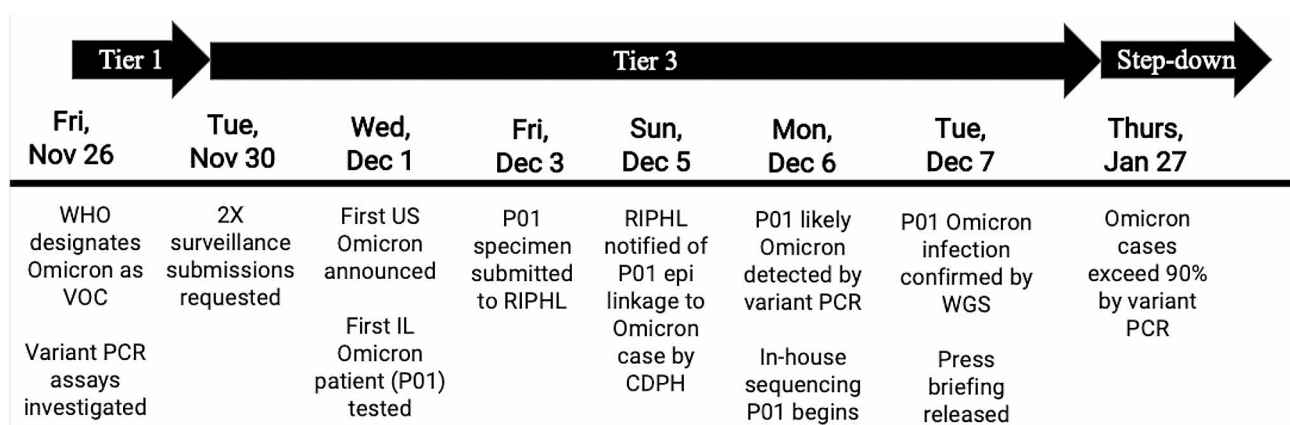 Tier 1
Tier 3
Step-down
Fri,
Nov 26
Tue,
Nov 30
Wed,
Dec 1
Fri,
Dec 3
Sun,
Dec 5
Mon,
Dec 6
Tue,
Dec 7
Thurs,
Jan 27
WHO
designates
Omicron as
VOC
Variant PCR
assays
investigated
2X
surveillance
submissions
requested
First US
Omicron
announced
First IL
Omicron
patient (P01)
tested
P01
specimen
submitted
to RIPHL
RIPHL
notified of
P01 epi
linkage to
Omicron
case by
CDPH
P01 likely
Omicron
detected by
variant PCR
In-house
sequencing
P01 begins
P01 Omicron
infection
confirmed by
WGS
Press
briefing
released
Omicron
cases
exceed 90%
by variant
PCR